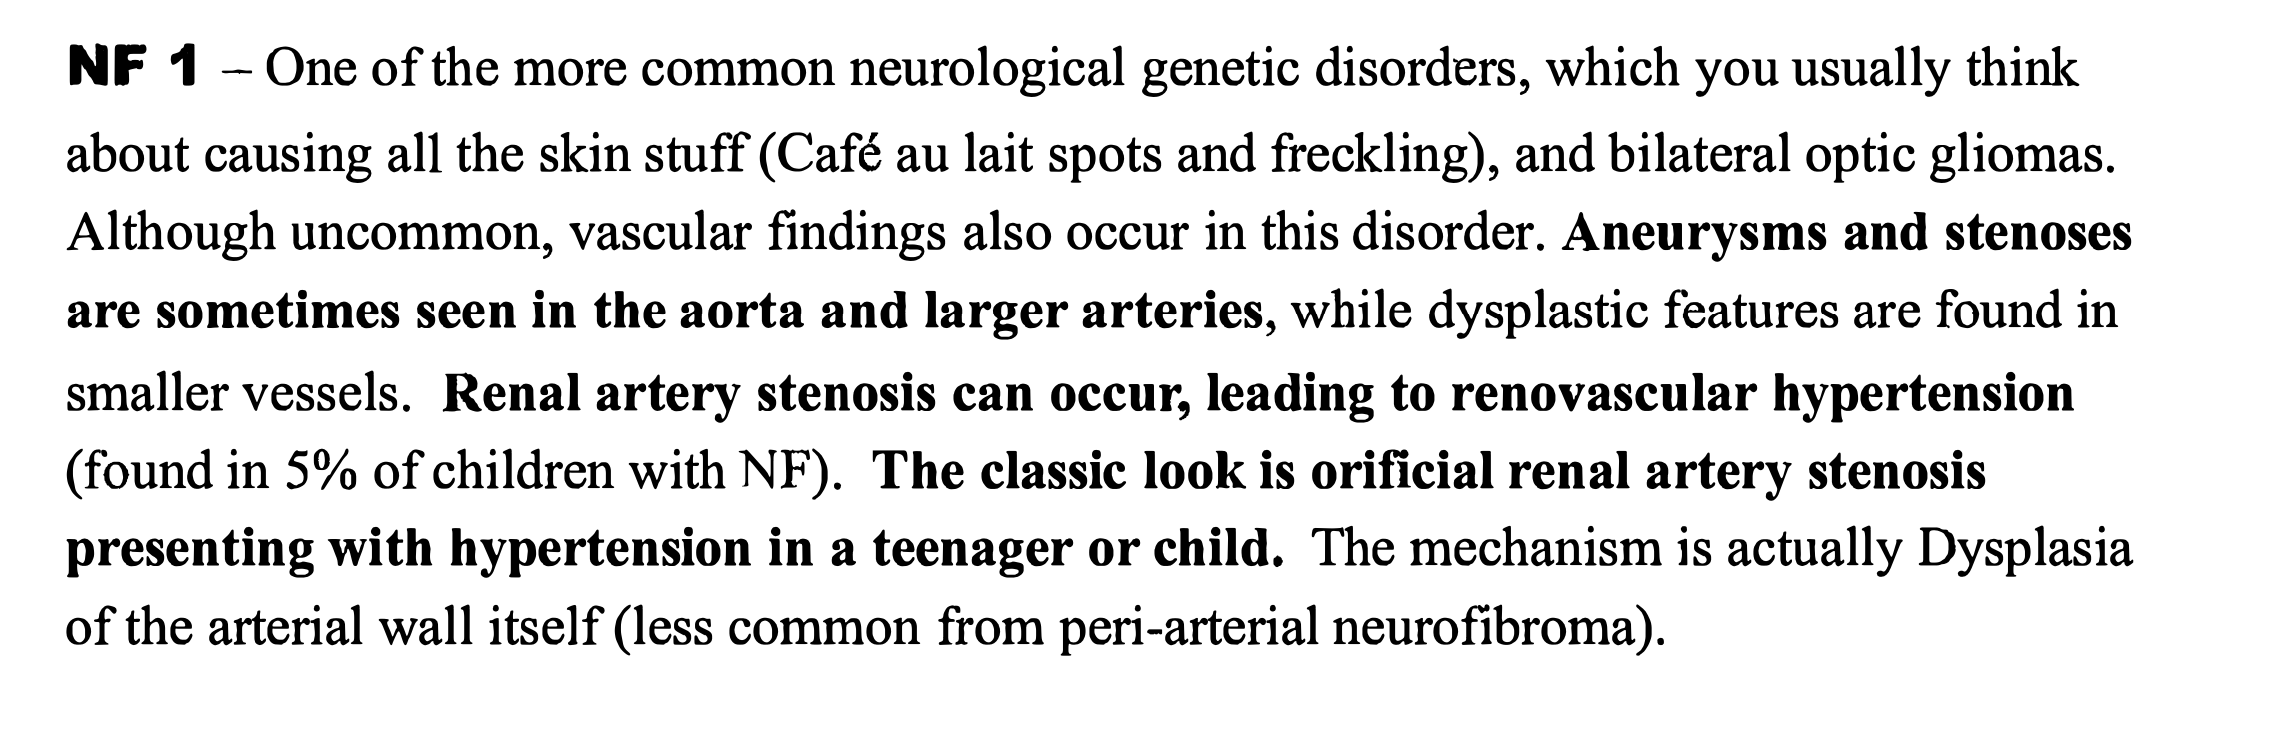 NF 1 – One of the more common neurological genetic disorders, which you usually think
about causing all the skin stuff (Café au lait spots and freckling), and bilateral optic gliomas.
Although uncommon, vascular findings also occur in this disorder. Aneurysms and stenoses
are sometimes seen in the aorta and larger arteries, while dysplastic features are found in
smaller vessels. Renal artery stenosis can occur, leading to renovascular hypertension
(found in 5% of children with NF). The classic look is orificial renal artery stenosis
presenting with hypertension in a teenager or child. The mechanism is actually Dysplasia
of the arterial wall itself (less common from peri-arterial neurofibroma).